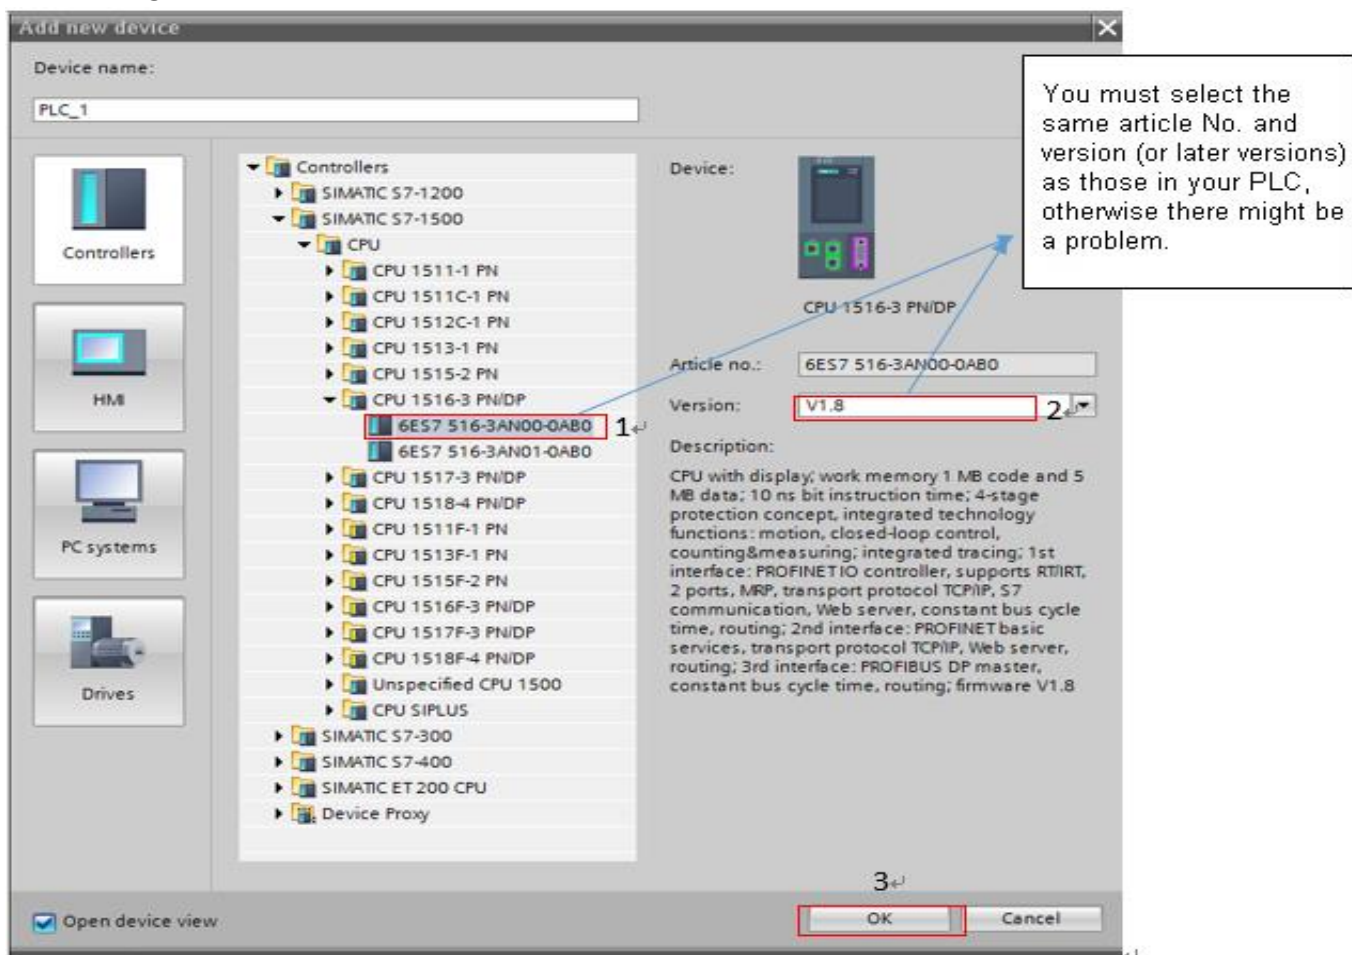 Add new device
Device name:
PLC_1
Controllers
HMI
PC systems
Drives
Controllers
SIMATIC S7-1200
SIMATIC S7-1500
CPU
CPU 1511-1 PN
CPU 1511C-1 PN
CPU 1512C-1 PN
CPU 1513-1 PN
CPU 1515-2 PN
CPU 1516-3 PN/DP
6ES7 516-3AN00-0AB0
1
6ES7 516-3AN01-0AB0
CPU 1517-3 PN/DP
CPU 1518-4 PN/DP
CPU 1511F-1 PN
CPU 1513F-1 PN
CPU 1515F-2 PN
CPU 1516F-3 PN/DP
CPU 1517F-3 PN/DP
CPU 1518F-4 PN/DP
Unspecified CPU 1500
CPU SIPLUS
SIMATIC S7-300
SIMATIC S7-400
SIMATIC ET 200 CPU
Device Proxy
Device:
CPU 1516-3 PN/DP
Article no.: 6ES7 516-3AN00-0AB0
Version: V1.8 2
Description:
CPU with display; work memory 1 MB code and 5
MB data; 10 ns bit instruction time; 4-stage
protection concept, integrated technology
functions: motion, closed-loop control,
counting&measuring; integrated tracing; 1st
interface: PROFINET IO controller, supports RT/IRT,
2 ports, MRP, transport protocol TCP/IP, S7
communication, Web server, constant bus cycle
time, routing; 2nd interface: PROFINET basic
services, transport protocol TCP/IP, Web server,
routing; 3rd interface: PROFIBUS DP master,
constant bus cycle time, routing; firmware V1.8
You must select the
same article No. and
version (or later versions)
as those in your PLC,
otherwise there might be
a problem.
3
Open device view
OK
Cancel